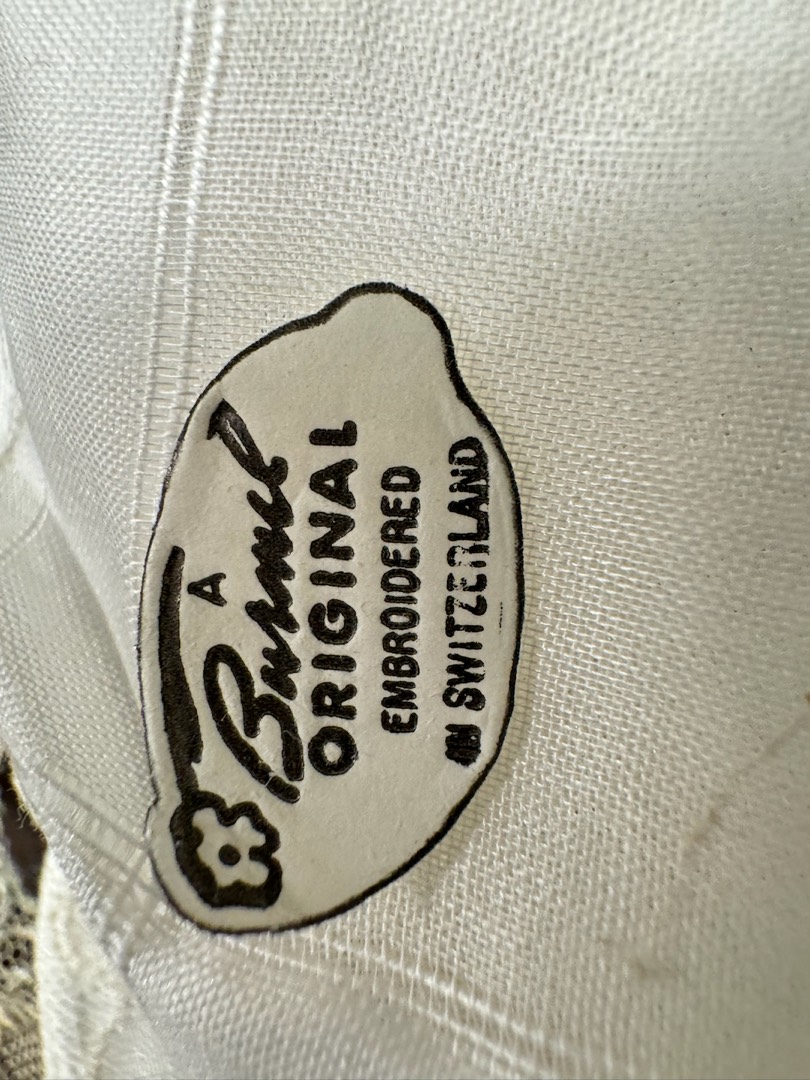 A
Burmel
ORIGINAL
EMBROIDERED
IN SWITZERLAND